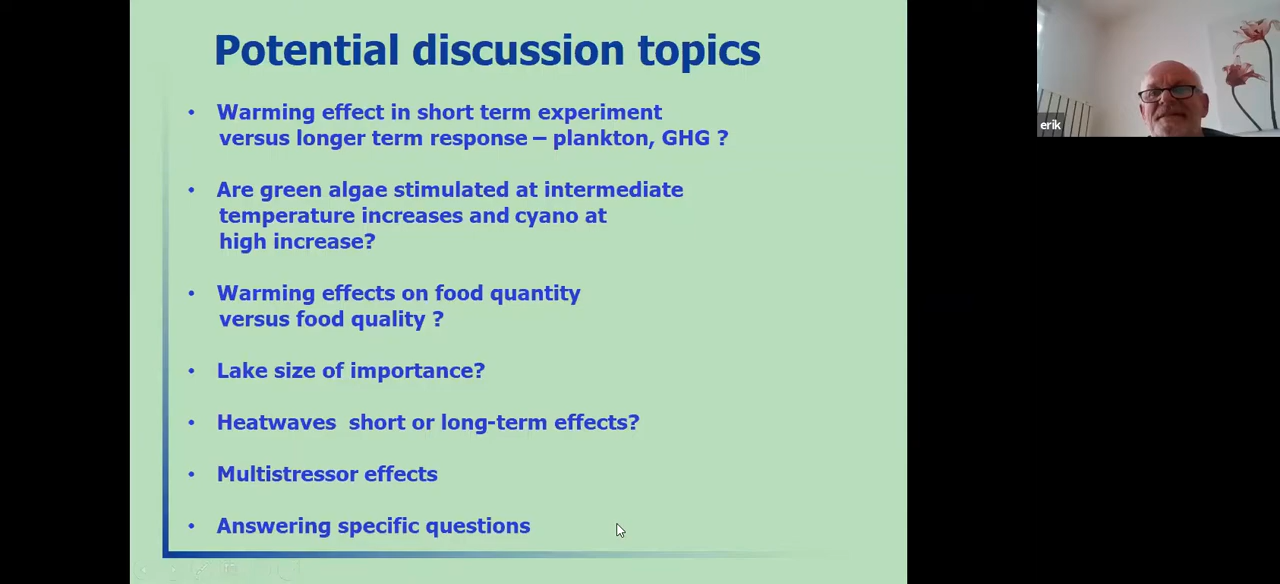 Potential discussion topics
• Warming effect in short term experiment
versus longer term response – plankton, GHG ?
• Are green algae stimulated at intermediate
temperature increases and cyano at
high increase?
• Warming effects on food quantity
versus food quality ?
• Lake size of importance?
• Heatwaves  short or long-term effects?
• Multistressor effects
• Answering specific questions
erik